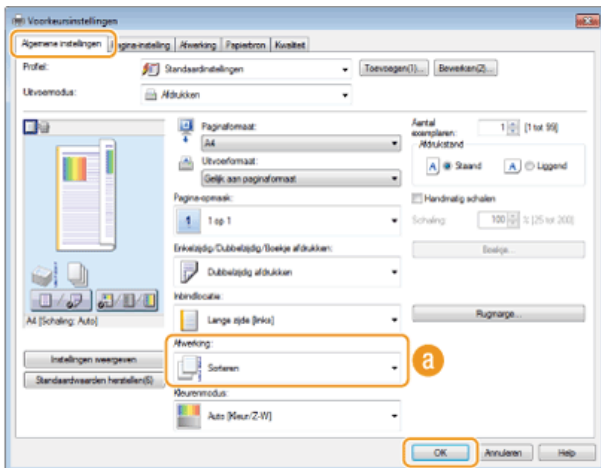 Voorkeursinstellingen
Algemene instellingen Pagina-instelling Afwerking Papierbron Kwaliteit
Profiel: Standaardinstellingen Toevoegen(1)... Bewerken(2)...
Uitvoermodus: Afdrukken
Paginaformaat:
A4
Uitvoerformaat:
Gelijk aan paginaformaat
Pagina-opmaak:
1 1 op 1
Enkelzijdig/Dubbelzijdig/Boekje afdrukken:
Dubbelzijdig afdrukken
Inbindlocatie:
Lange zijde [links]
Afwerking:
Sorteren
a
Kleurenmodus:
Auto [Kleur/Z-W]
Aantal
exemplaren: 1 [1 tot 99]
Afdrukstand
A Staand A Liggend
Handmatig schalen
Schaling: 100 % [25 tot 200]
Boekje...
Rugmarge...
A4 [Schaling: Auto]
Instellingen weergeven
Standaardwaarden herstellen(6)
OK Annuleren Help